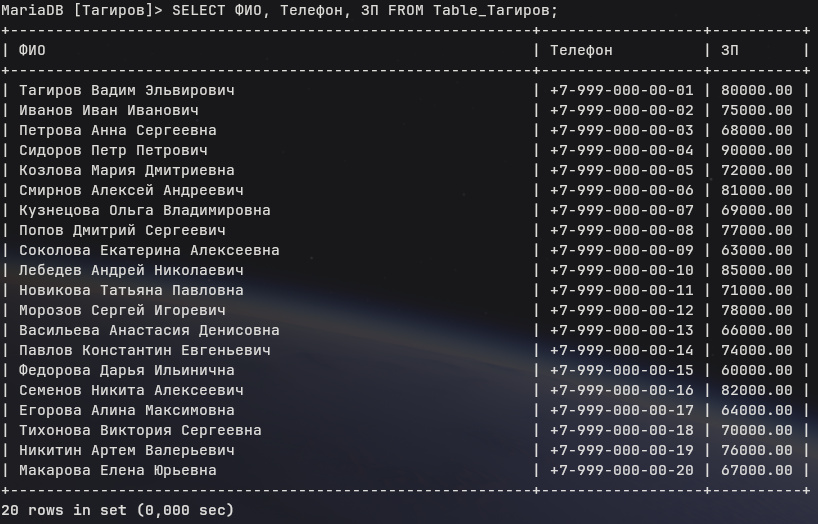 MariaDB [Тагиров]> SELECT ФИО, Телефон, ЗП FROM Table_Тагиров;
+----------------------------------------------------------+------------------+----------+
| ФИО | Телефон | ЗП |
+----------------------------------------------------------+------------------+----------+
| Тагиров Вадим Эльвирович | +7-999-000-00-01 | 80000.00 |
| Иванов Иван Иванович | +7-999-000-00-02 | 75000.00 |
| Петрова Анна Сергеевна | +7-999-000-00-03 | 68000.00 |
| Сидоров Петр Петрович | +7-999-000-00-04 | 90000.00 |
| Козлова Мария Дмитриевна | +7-999-000-00-05 | 72000.00 |
| Смирнов Алексей Андреевич | +7-999-000-00-06 | 81000.00 |
| Кузнецова Ольга Владимировна | +7-999-000-00-07 | 69000.00 |
| Попов Дмитрий Сергеевич | +7-999-000-00-08 | 77000.00 |
| Соколова Екатерина Алексеевна | +7-999-000-00-09 | 63000.00 |
| Лебедев Андрей Николаевич | +7-999-000-00-10 | 85000.00 |
| Новикова Татьяна Павловна | +7-999-000-00-11 | 71000.00 |
| Морозов Сергей Игоревич | +7-999-000-00-12 | 78000.00 |
| Васильева Анастасия Денисовна | +7-999-000-00-13 | 66000.00 |
| Павлов Константин Евгеньевич | +7-999-000-00-14 | 74000.00 |
| Федорова Дарья Ильинична | +7-999-000-00-15 | 60000.00 |
| Семенов Никита Алексеевич | +7-999-000-00-16 | 82000.00 |
| Егорова Алина Максимовна | +7-999-000-00-17 | 64000.00 |
| Тихонова Виктория Сергеевна | +7-999-000-00-18 | 70000.00 |
| Никитин Артем Валерьевич | +7-999-000-00-19 | 76000.00 |
| Макарова Елена Юрьевна | +7-999-000-00-20 | 67000.00 |
+----------------------------------------------------------+------------------+----------+
20 rows in set (0,000 sec)